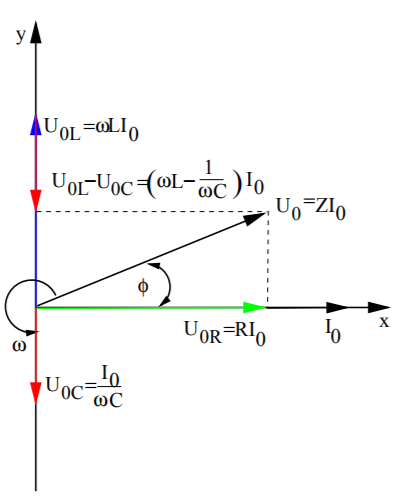 y
U0L=ωLI0
U0L–U0C=(ωL–1/ωC)I0
U0=ZI0
ϕ
U0R=RI0
I0
x
ω
U0C=I0/ωC